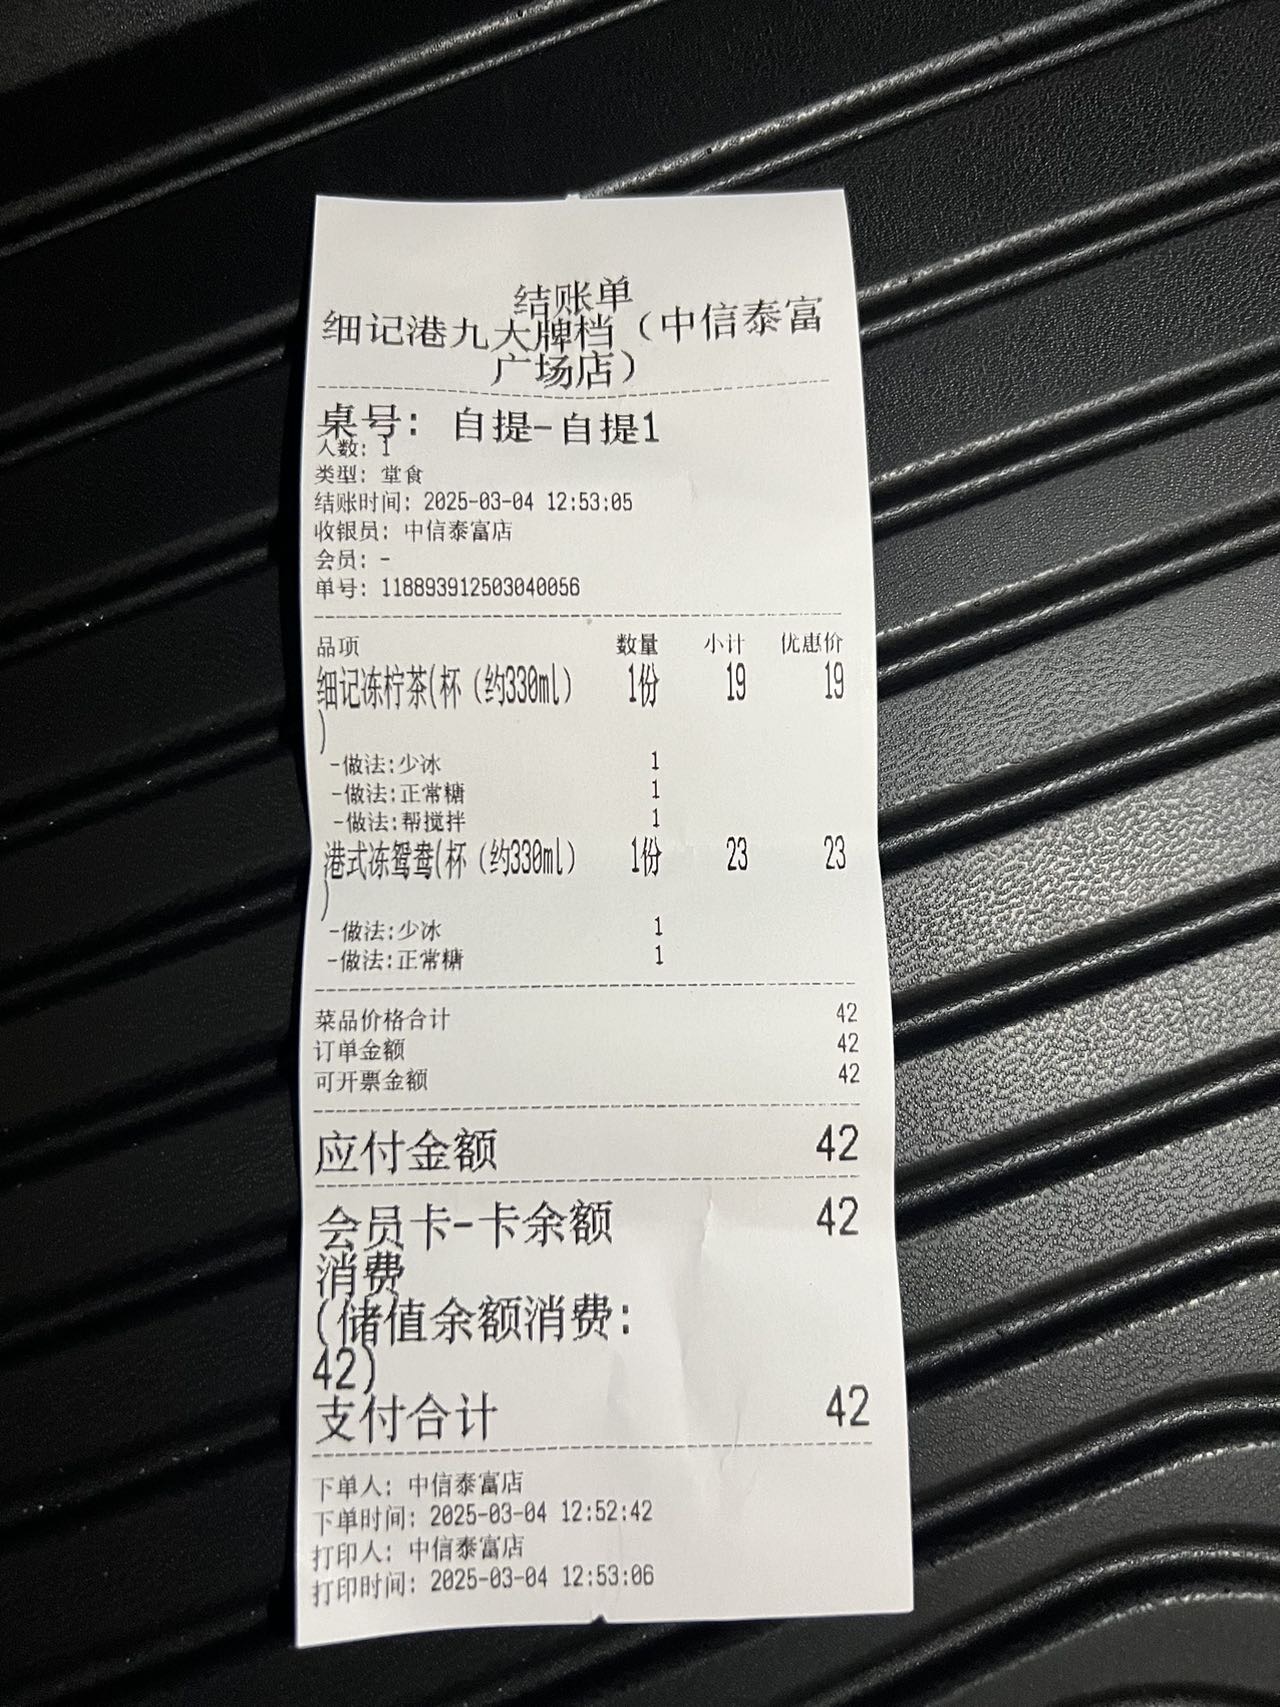 结账单
细记港九大牌档（中信泰富
广场店）
桌号: 自提-自提1
人数: 1
类型: 堂食
结账时间: 2025-03-04 12:53:05
收银员: 中信泰富店
会员: -
单号: 118893912503040056
品项 数量 小计 优惠价
细记冻柠茶(杯（约330ml） 1份 19 19
)
-做法:少冰 1
-做法:正常糖 1
-做法:帮搅拌 1
港式冻鸳鸯(杯（约330ml） 1份 23 23
)
-做法:少冰 1
-做法:正常糖 1
菜品价格合计 42
订单金额 42
可开票金额 42
应付金额 42
会员卡-卡余额 42
消费
(储值余额消费:
42)
支付合计 42
下单人: 中信泰富店
下单时间: 2025-03-04 12:52:42
打印人: 中信泰富店
打印时间: 2025-03-04 12:53:06